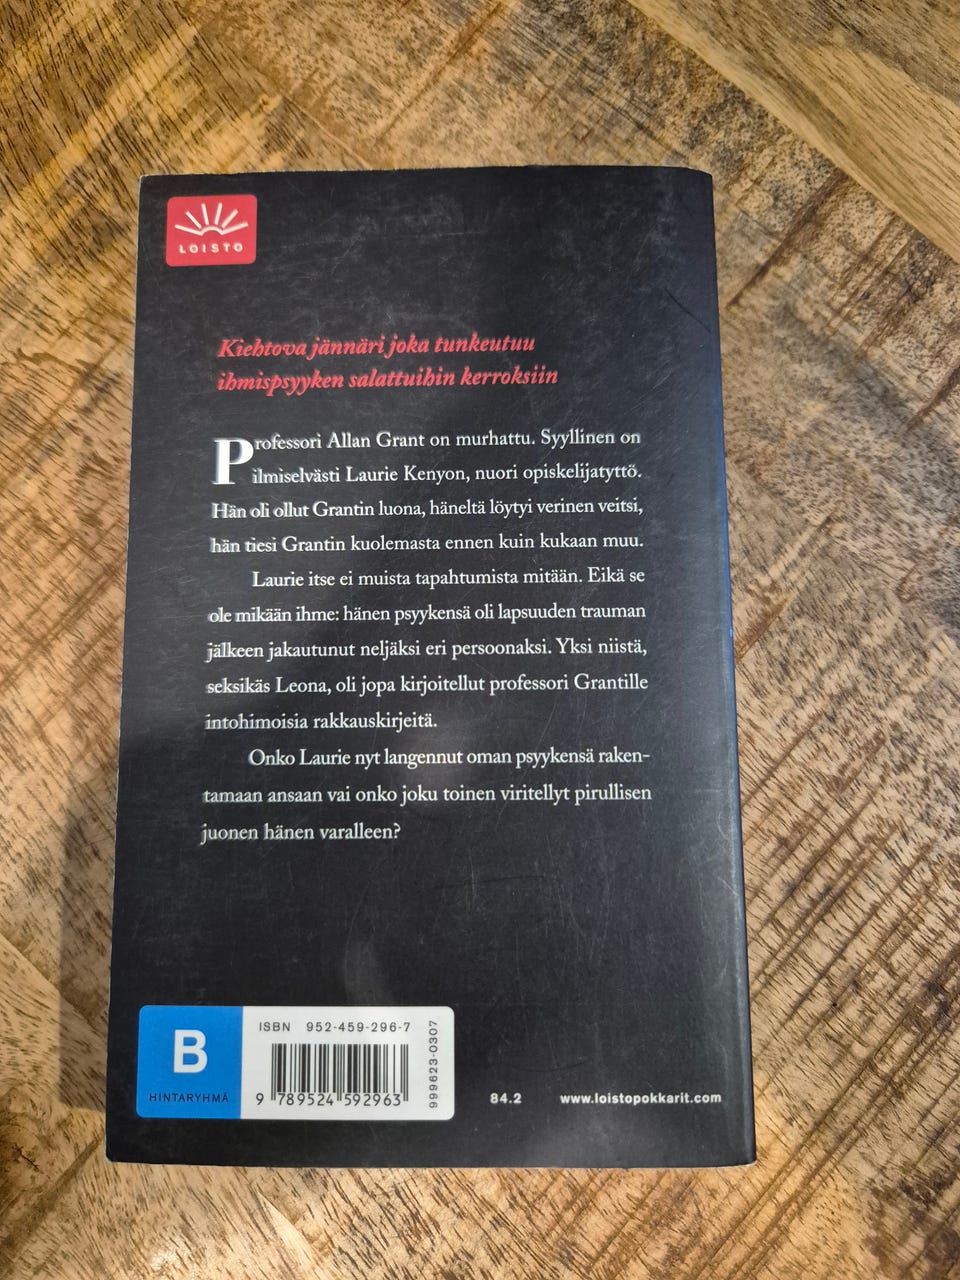 LOISTO
Kiehtova jännäri joka tunkeutuu
ihmispsyyken salattuihin kerroksiin
Professori Allan Grant on murhattu. Syyllinen on
ilmiselvästi Laurie Kenyon, nuori opiskelijatyttö.
Hän oli ollut Grantin luona, häneltä löytyi verinen veitsi,
hän tiesi Grantin kuolemasta ennen kuin kukaan muu.
Laurie itse ei muista tapahtumista mitään. Eikä se
ole mikään ihme: hänen psyykensä oli lapsuuden trauman
jälkeen jakautunut neljäksi eri persoonaksi. Yksi niistä,
seksikäs Leona, oli jopa kirjoitellut professori Grantille
intohimoisia rakkauskirjeitä.
Onko Laurie nyt langennut oman psyykensä raken-
tamaan ansaan vai onko joku toinen viritellyt pirullisen
juonen hänen varalleen?
B
HINTARYHMÄ
ISBN 952-459-296-7
9 789524 592963
999623-0307
84.2
www.loistopokkarit.com